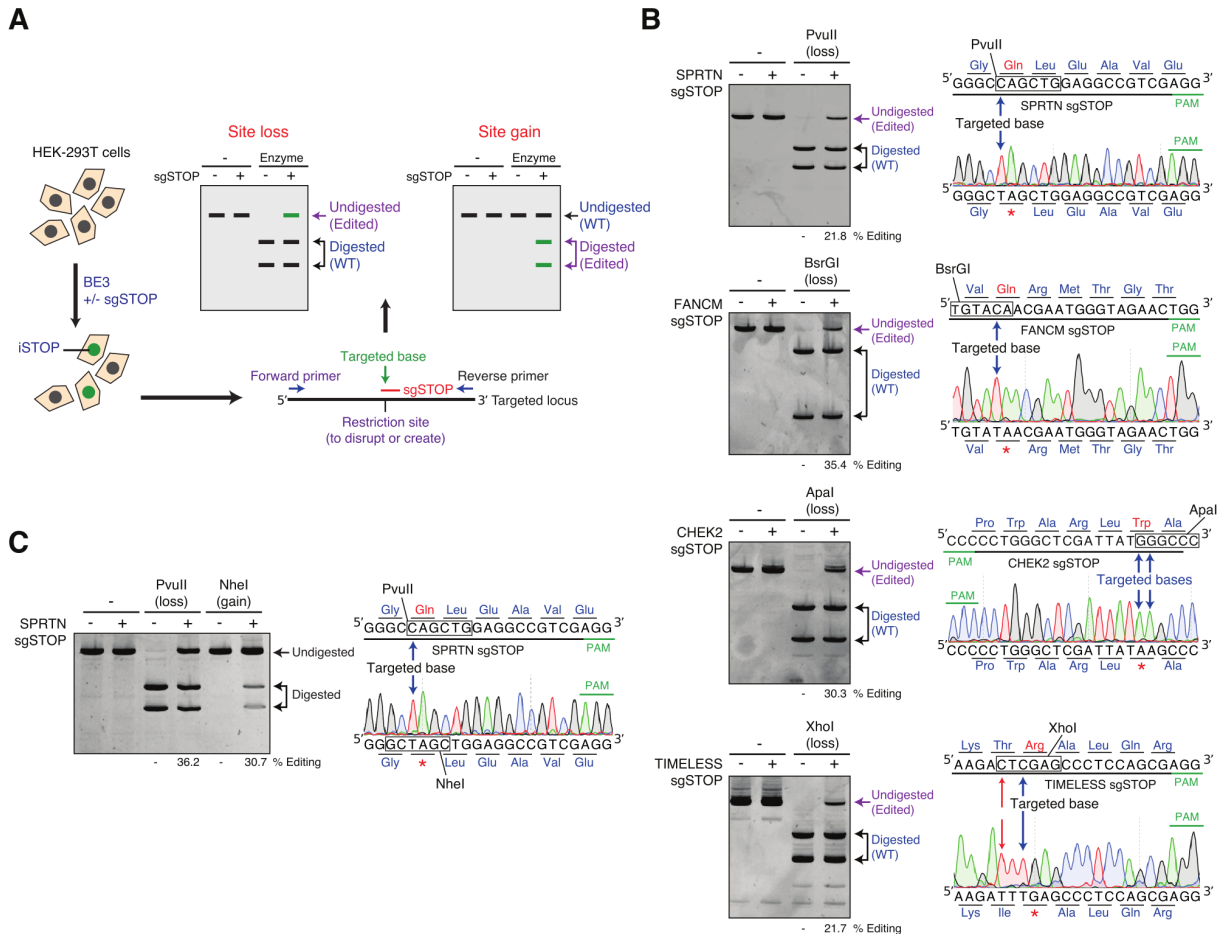 A
HEK-293T cells
BE3
+/- sgSTOP
iSTOP
Site loss
- Enzyme
sgSTOP - + - +
Undigested
(Edited)
Digested
(WT)
Site gain
- Enzyme
sgSTOP - + - +
Undigested
(WT)
Digested
(Edited)
Targeted base
Forward primer
sgSTOP
Reverse primer
5′ 3′ Targeted locus
Restriction site
(to disrupt or create)
B
PvuII
- (loss)
SPRTN - + - +
sgSTOP
Undigested
(Edited)
Digested
(WT)
- 21.8 % Editing
PvuII
Gly Gln Leu Glu Ala Val Glu
5′ GGGCCAGCTGGAGGCCGTCGAGG 3′
SPRTN sgSTOP PAM
Targeted base
PAM
GGGCTAGCTGGAGGCCGTCGAGG
Gly * Leu Glu Ala Val Glu
BsrGI
- (loss)
FANCM - + - +
sgSTOP
Undigested
(Edited)
Digested
(WT)
- 35.4 % Editing
BsrGI
Val Gln Arg Met Thr Gly Thr
5′ TGTACAACGAATGGGTAGAACTGG 3′
FANCM sgSTOP PAM
Targeted base
PAM
5′ TGTATAACGAATGGGTAGAACTGG 3′
Val * Arg Met Thr Gly Thr
ApaI
- (loss)
CHEK2 - + - +
sgSTOP
Undigested
(Edited)
Digested
(WT)
- 30.3 % Editing
ApaI
Pro Trp Ala Arg Leu Trp Ala
5′ CCCCCTGGGCTCGATTATGGGCCC 3′
PAM CHEK2 sgSTOP
Targeted bases
PAM
5′ CCCCCTGGGCTCGATTATAAGCCC 3′
Pro Trp Ala Arg Leu * Ala
XhoI
- (loss)
TIMELESS - + - +
sgSTOP
Undigested
(Edited)
Digested
(WT)
- 21.7 % Editing
XhoI
Lys Thr Arg Ala Leu Gln Arg
5′ AAGACTCGAGCCCTCCAGCGAGG 3′
TIMELESS sgSTOP PAM
Targeted base
PAM
5′ AAGATTTGAGCCCTCCAGCGAGG 3′
Lys Ile * Ala Leu Gln Arg
C
PvuII NheI
- (loss) (gain)
SPRTN - + - + - +
sgSTOP
Undigested
Digested
- 36.2 - 30.7 % Editing
PvuII
Gly Gln Leu Glu Ala Val Glu
5′ GGGCCAGCTGGAGGCCGTCGAGG 3′
SPRTN sgSTOP PAM
Targeted base
PAM
5′ GGGCTAGCTGGAGGCCGTCGAGG 3′
Gly * Leu Glu Ala Val Glu
NheI